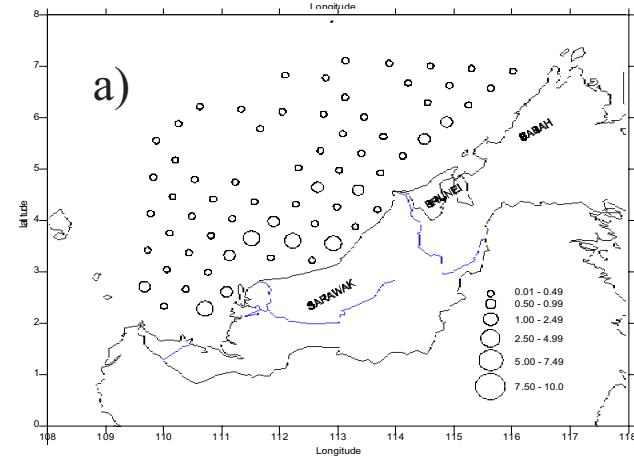 Longitude
8
7
6
5
4
3
2
1
0
latitude
a)
SABAH
BRUNEI
SARAWAK
0.01 - 0.49
0.50 - 0.99
1.00 - 2.49
2.50 - 4.99
5.00 - 7.49
7.50 - 10.0
108 109 110 111 112 113 114 115 116 117 118
Longitude